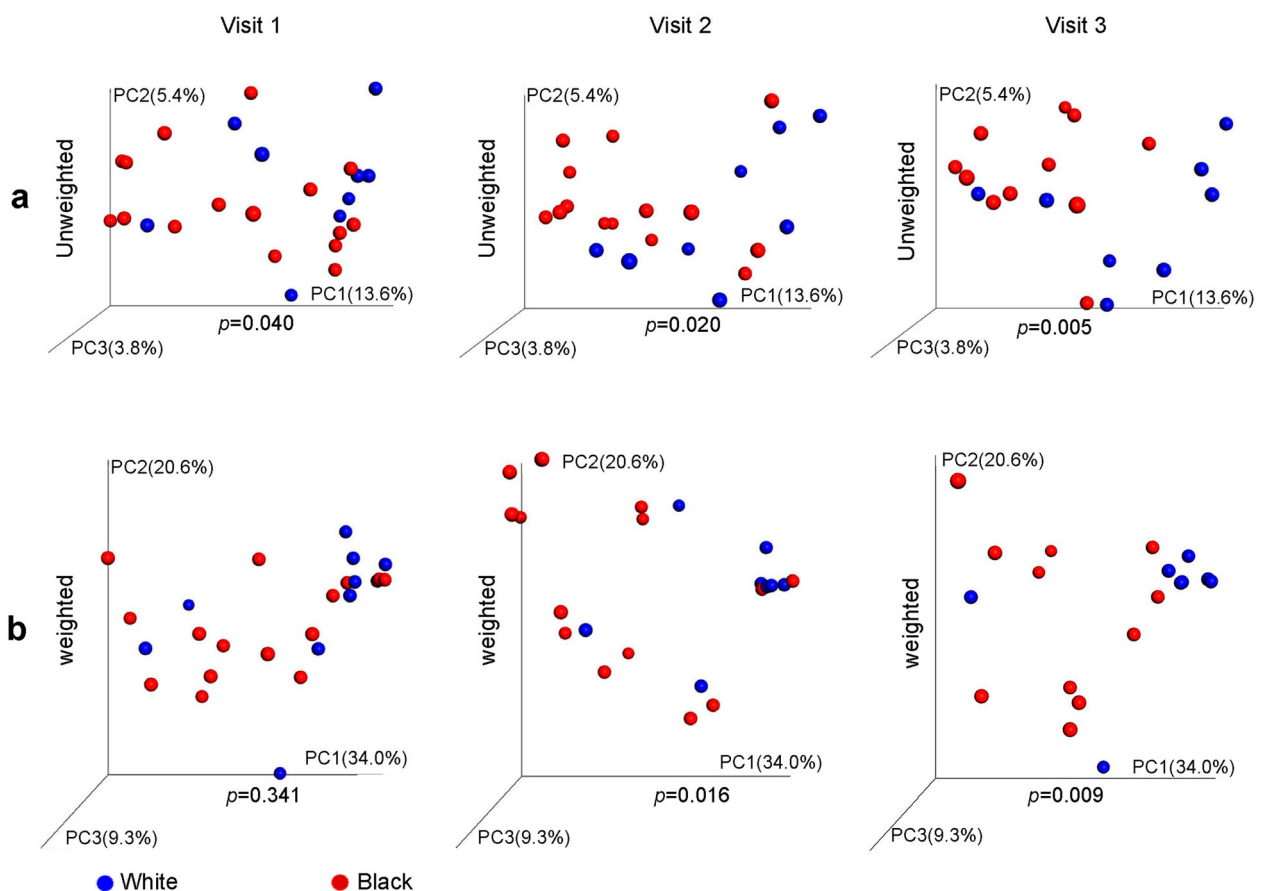 Visit 1
Visit 2
Visit 3
a
Unweighted
PC2(5.4%)
PC1(13.6%)
p=0.040
PC3(3.8%)
Unweighted
PC2(5.4%)
PC1(13.6%)
p=0.020
PC3(3.8%)
Unweighted
PC2(5.4%)
PC1(13.6%)
p=0.005
PC3(3.8%)
b
weighted
PC2(20.6%)
PC1(34.0%)
p=0.341
PC3(9.3%)
weighted
PC2(20.6%)
PC1(34.0%)
p=0.016
PC3(9.3%)
weighted
PC2(20.6%)
PC1(34.0%)
p=0.009
PC3(9.3%)
White
Black